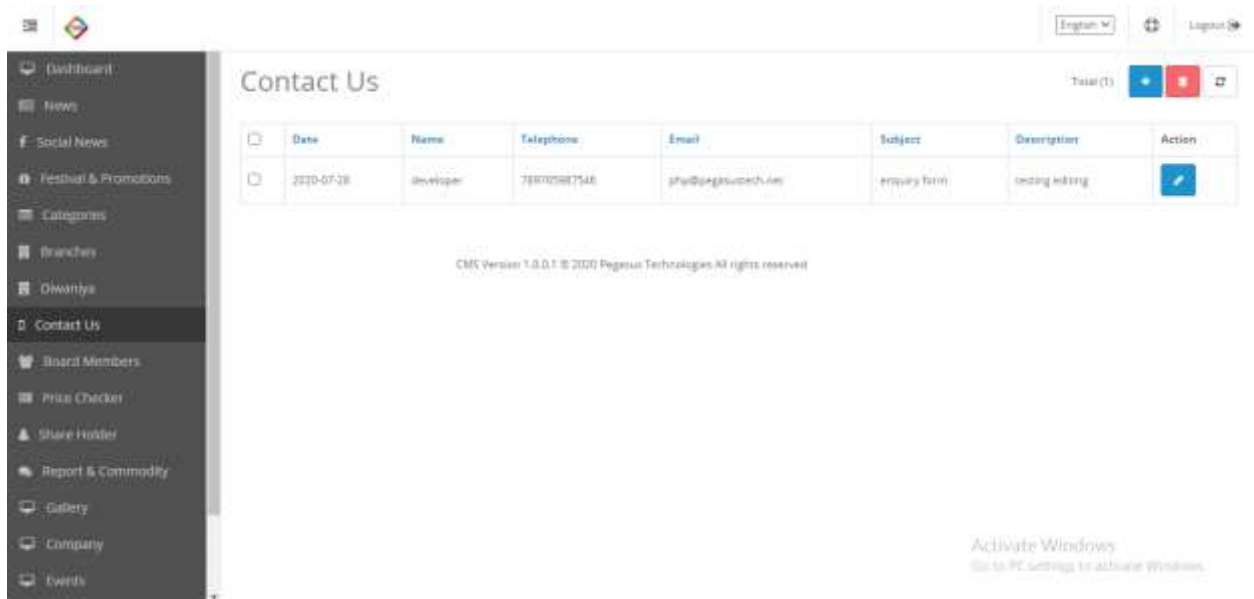 English
Logout
Dashboard
News
Social News
Festival & Promotions
Categories
Branches
Diwaniya
Contact Us
Board Members
Price Checker
Share Holder
Report & Commodity
Gallery
Company
Events
Contact Us
Total (1)
Date Name Telephone Email Subject Description Action
2020-07-28 developer php@pegasustech.net enquiry form testing editing
CMS Version 1.0.0.1 © 2020 Pegasus Technologies All rights reserved
Activate Windows
Go to PC settings to activate Windows.